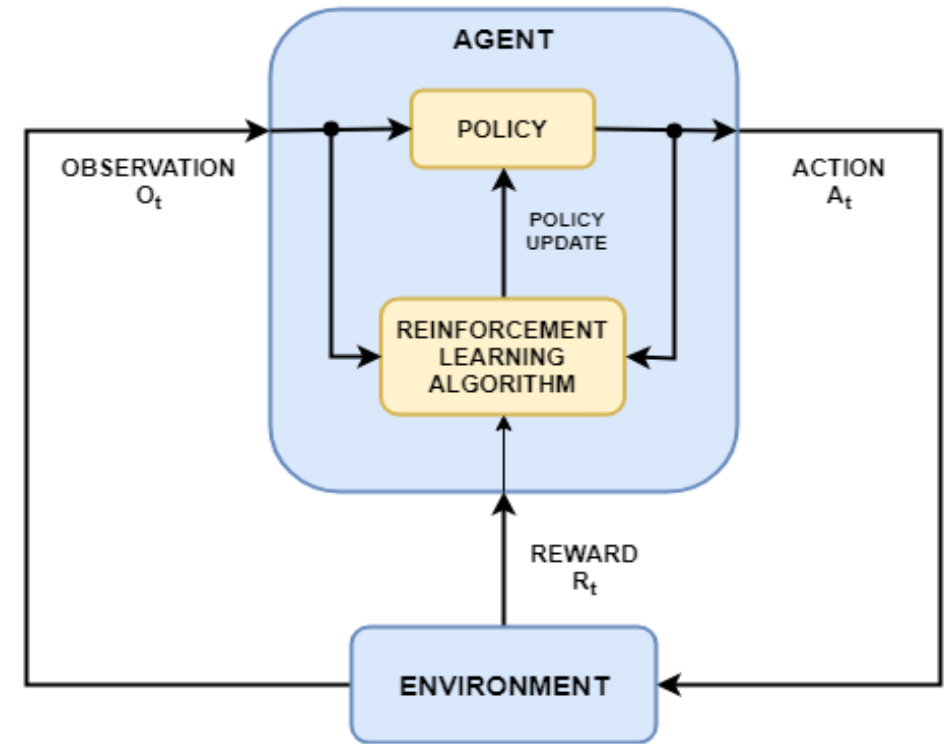 AGENT
POLICY
OBSERVATION
Oₜ
ACTION
Aₜ
POLICY
UPDATE
REINFORCEMENT
LEARNING
ALGORITHM
REWARD
Rₜ
ENVIRONMENT